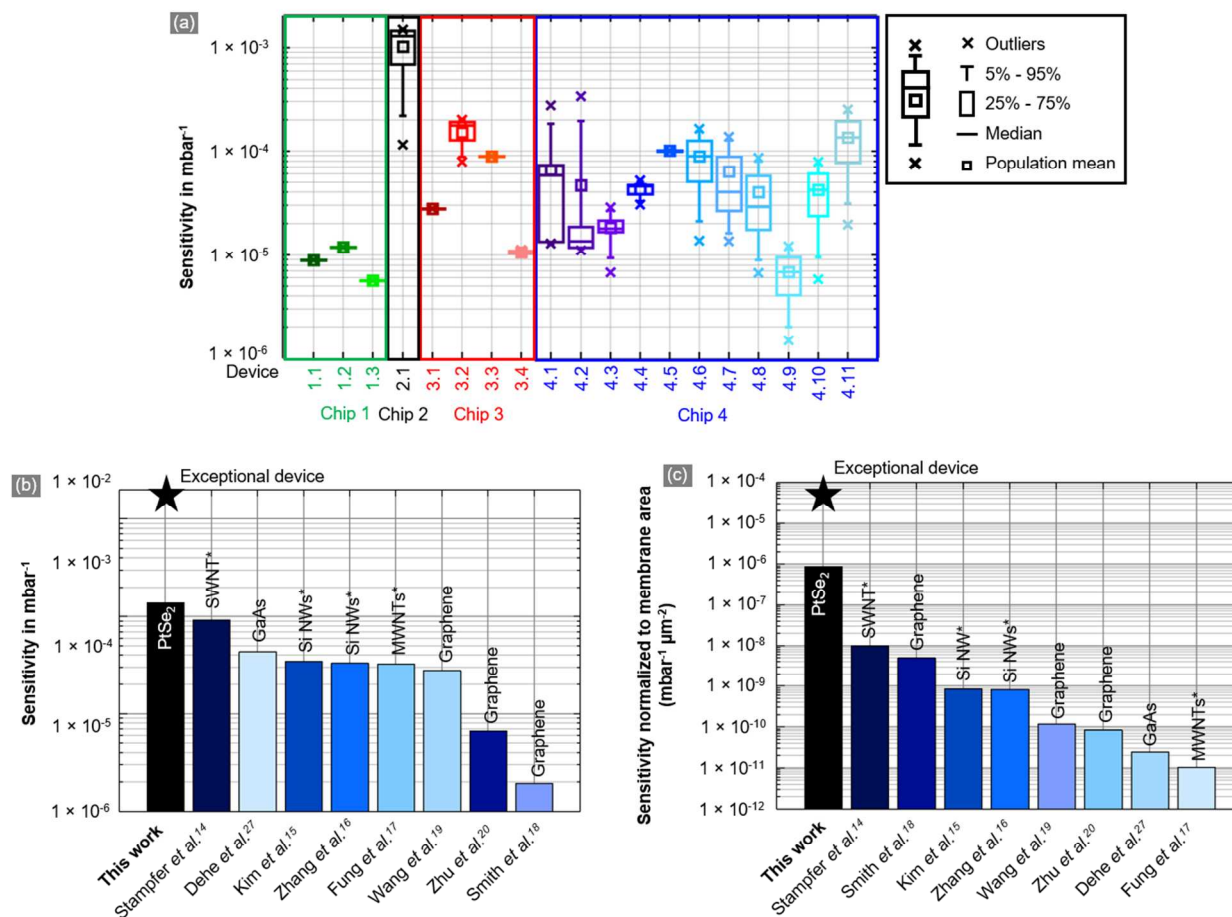 (a)
Sensitivity in mbar⁻¹
1 × 10⁻³
1 × 10⁻⁴
1 × 10⁻⁵
1 × 10⁻⁶
Device
1.1 1.2 1.3 2.1 3.1 3.2 3.3 3.4 4.1 4.2 4.3 4.4 4.5 4.6 4.7 4.8 4.9 4.10 4.11
Chip 1 Chip 2 Chip 3 Chip 4
Outliers
5% - 95%
25% - 75%
Median
Population mean
(b)
Exceptional device
Sensitivity in mbar⁻¹
1 × 10⁻²
1 × 10⁻³
1 × 10⁻⁴
1 × 10⁻⁵
1 × 10⁻⁶
PtSe₂
SWNT*
GaAs
Si NWs*
Si NWs*
MWNTs*
Graphene
Graphene
Graphene
This work
Stampfer et al.¹⁴
Dehe et al.²⁷
Kim et al.¹⁵
Zhang et al.¹⁶
Fung et al.¹⁷
Wang et al.¹⁹
Zhu et al.²⁰
Smith et al.¹⁸
(c)
Exceptional device
Sensitivity normalized to membrane area
(mbar⁻¹ µm⁻²)
1 × 10⁻⁴
1 × 10⁻⁵
1 × 10⁻⁶
1 × 10⁻⁷
1 × 10⁻⁸
1 × 10⁻⁹
1 × 10⁻¹⁰
1 × 10⁻¹¹
1 × 10⁻¹²
PtSe₂
SWNT*
Graphene
Si NW*
Si NWs*
Graphene
Graphene
GaAs
MWNTs*
This work
Stampfer et al.¹⁴
Smith et al.¹⁸
Kim et al.¹⁵
Zhang et al.¹⁶
Wang et al.¹⁹
Zhu et al.²⁰
Dehe et al.²⁷
Fung et al.¹⁷